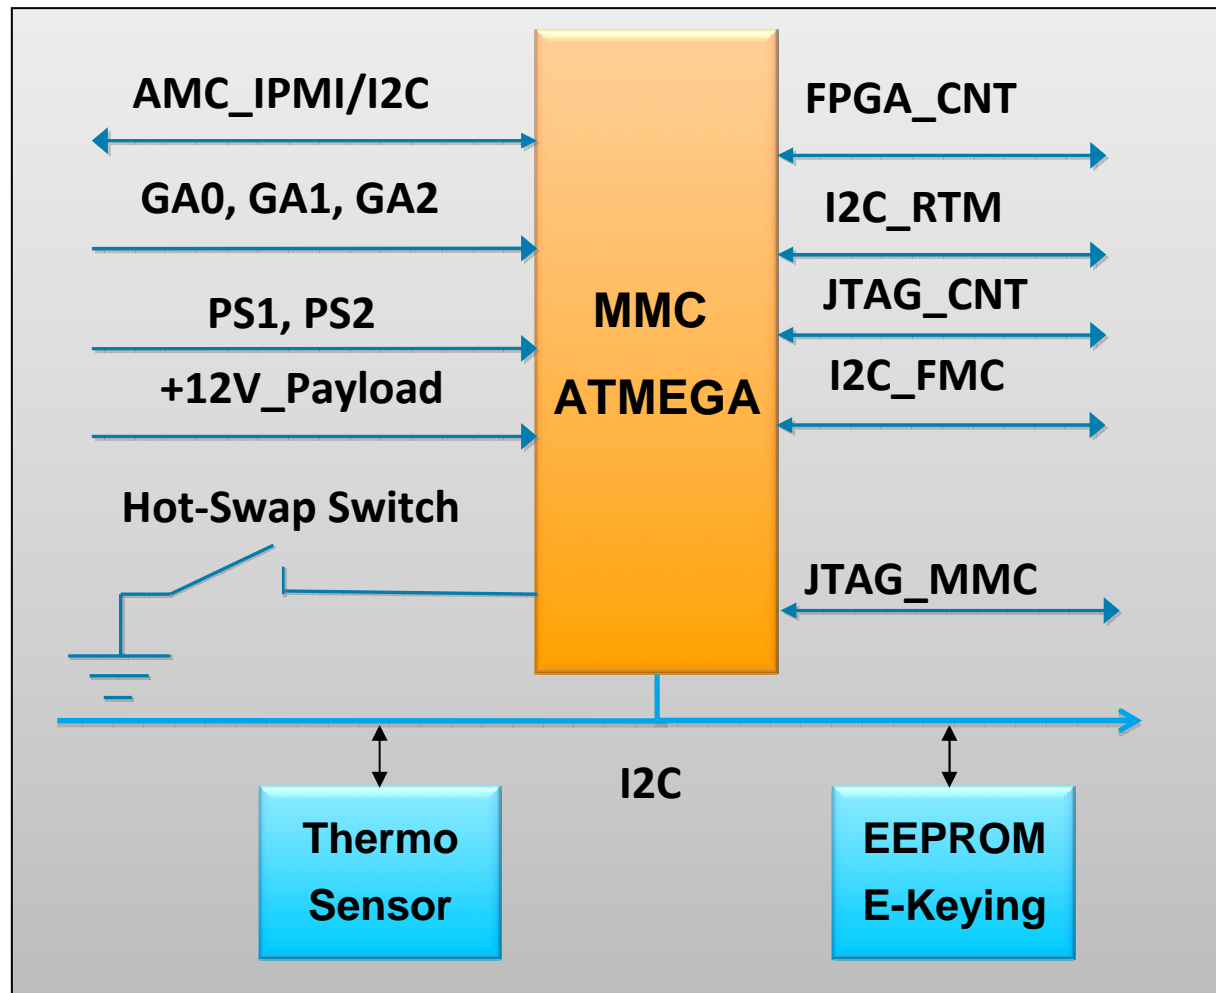 AMC_IPMI/I2C
GA0, GA1, GA2
PS1, PS2
+12V_Payload
Hot-Swap Switch
MMC
ATMEGA
FPGA_CNT
I2C_RTM
JTAG_CNT
I2C_FMC
JTAG_MMC
I2C
Thermo
Sensor
EEPROM
E-Keying